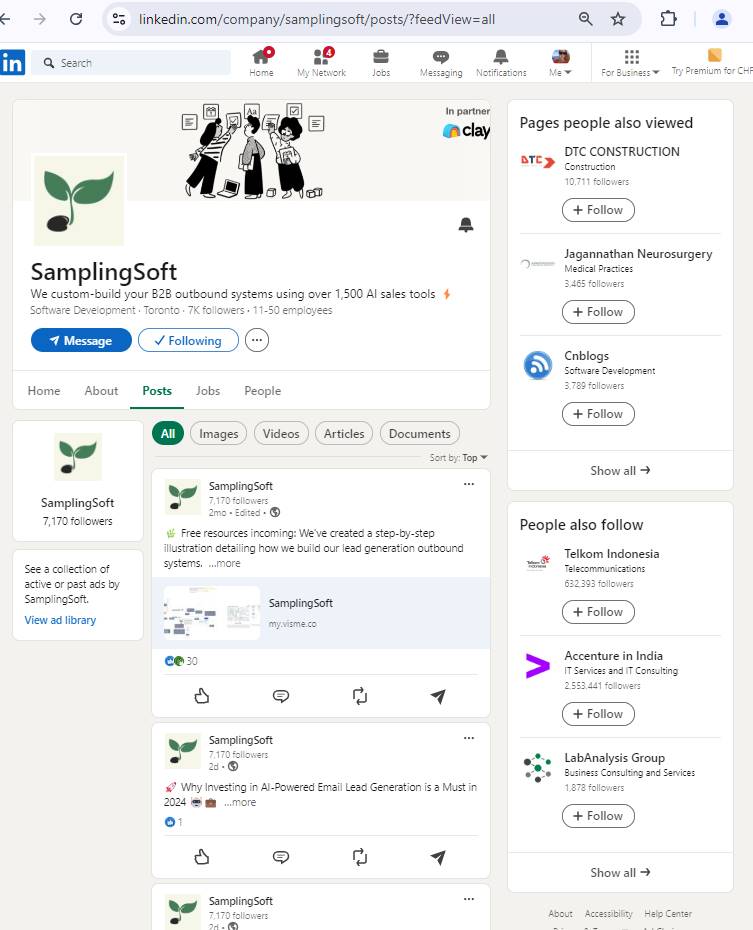 linkedin.com/company/samplingsoft/posts/?feedView=all
in
Search
Home
4
My Network
Jobs
Messaging
Notifications
Me
For Business
Try Premium for CHF
In partner
clay
SamplingSoft
We custom-build your B2B outbound systems using over 1,500 AI sales tools ⚡
Software Development · Toronto · 7K followers · 11-50 employees
Message
Following
Home
About
Posts
Jobs
People
SamplingSoft
7,170 followers
See a collection of
active or past ads by
SamplingSoft.
View ad library
All
Images
Videos
Articles
Documents
Sort by: Top
SamplingSoft
7,170 followers
2mo • Edited •
🌿 Free resources incoming: We've created a step-by-step
illustration detailing how we build our lead generation outbound
systems. ...more
SamplingSoft
my.visme.co
30
SamplingSoft
7,170 followers
2d •
🚀 Why Investing in AI-Powered Email Lead Generation is a Must in
2024 🤖 💼 ...more
1
SamplingSoft
7,170 followers
2d •
Pages people also viewed
DTC
DTC CONSTRUCTION
Construction
10,711 followers
+ Follow
Jagannathan Neurosurgery
Medical Practices
3,465 followers
+ Follow
Cnblogs
Software Development
3,789 followers
+ Follow
Show all →
People also follow
Telkom Indonesia
Telecommunications
632,393 followers
+ Follow
Accenture in India
IT Services and IT Consulting
2,553,441 followers
+ Follow
LabAnalysis Group
Business Consulting and Services
1,878 followers
+ Follow
Show all →
About
Accessibility
Help Center